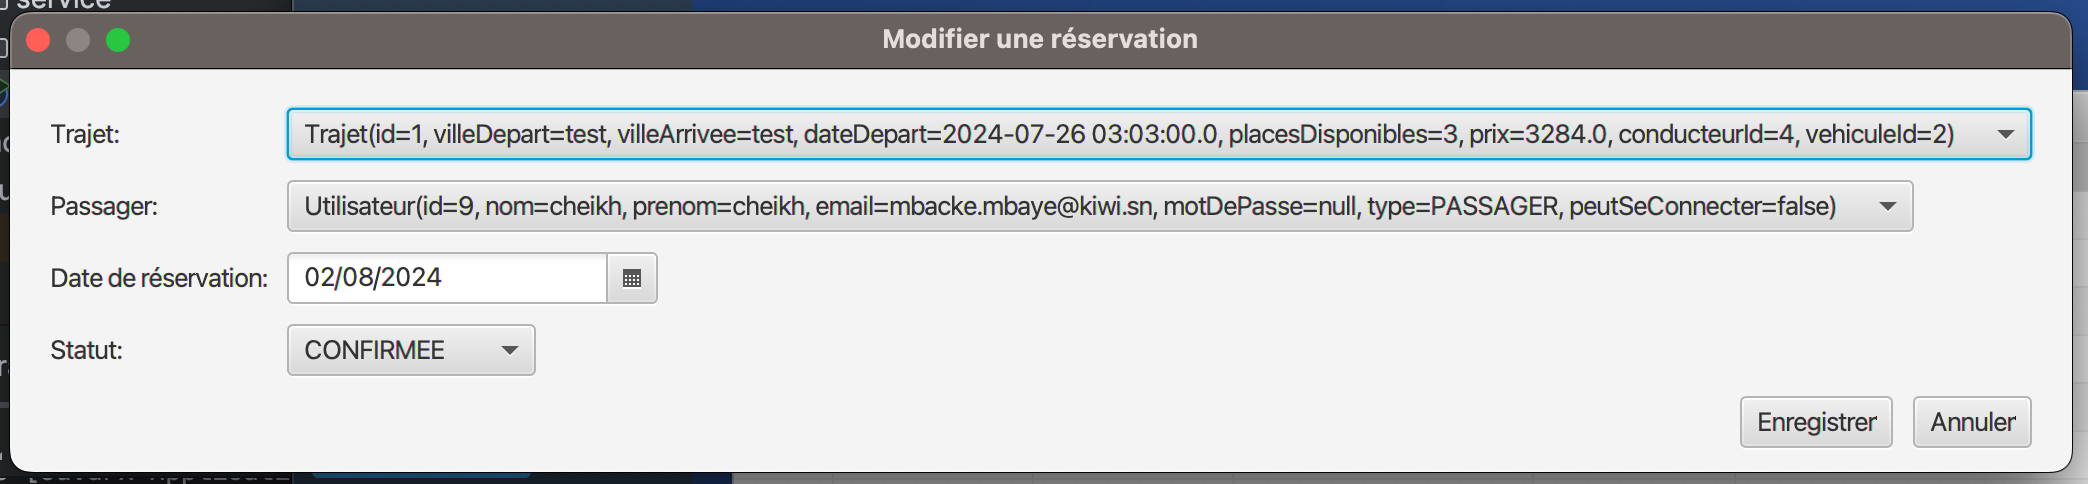 service
Modifier une réservation
Trajet: Trajet(id=1, villeDepart=test, villeArrivee=test, dateDepart=2024-07-26 03:03:00.0, placesDisponibles=3, prix=3284.0, conducteurId=4, vehiculeId=2)
Passager: Utilisateur(id=9, nom=cheikh, prenom=cheikh, email=mbacke.mbaye@kiwi.sn, motDePasse=null, type=PASSAGER, peutSeConnecter=false)
Date de réservation: 02/08/2024
Statut: CONFIRMEE
Enregistrer Annuler